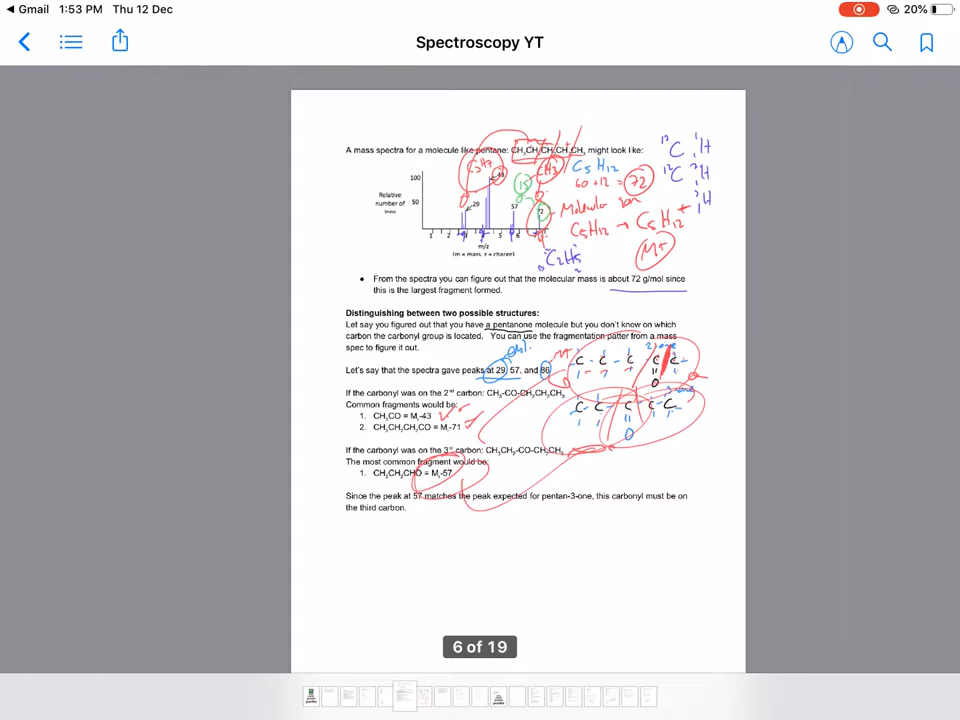 Gmail 1:53 PM Thu 12 Dec 20%
Spectroscopy YT
A mass spectra for a molecule like pentane: CH3CH2CH2CH2CH3 might look like:
C3H7 CH3 C5H12
60+12 = 72
12C 1H
12C 2H
3H
100
50
Relative
number of
Ions
43
29
57
72
15
1 2 3 4 5 6 7
m/z
(m = mass, z = charge)
Molecular ion
C5H12 → C5H12+
M+
C2H5
• From the spectra you can figure out that the molecular mass is about 72 g/mol since
this is the largest fragment formed.
Distinguishing between two possible structures:
Let say you figured out that you have a pentanone molecule but you don't know on which
carbon the carbonyl group is located. You can use the fragmentation patter from a mass
spec to figure it out.
Let's say that the spectra gave peaks at 29, 57, and 86
M+
C - C - C - C - C
O
C - C - C - C - C
O
If the carbonyl was on the 2nd carbon: CH3-CO-CH2CH2CH3
Common fragments would be:
1. CH3CO = Mr-43
2. CH3CH2CH2CO = Mr-71
If the carbonyl was on the 3rd carbon: CH3CH2-CO-CH2CH3
The most common fragment would be:
1. CH3CH2CHO = Mr-57
Since the peak at 57 matches the peak expected for pentan-3-one, this carbonyl must be on
the third carbon.
6 of 19